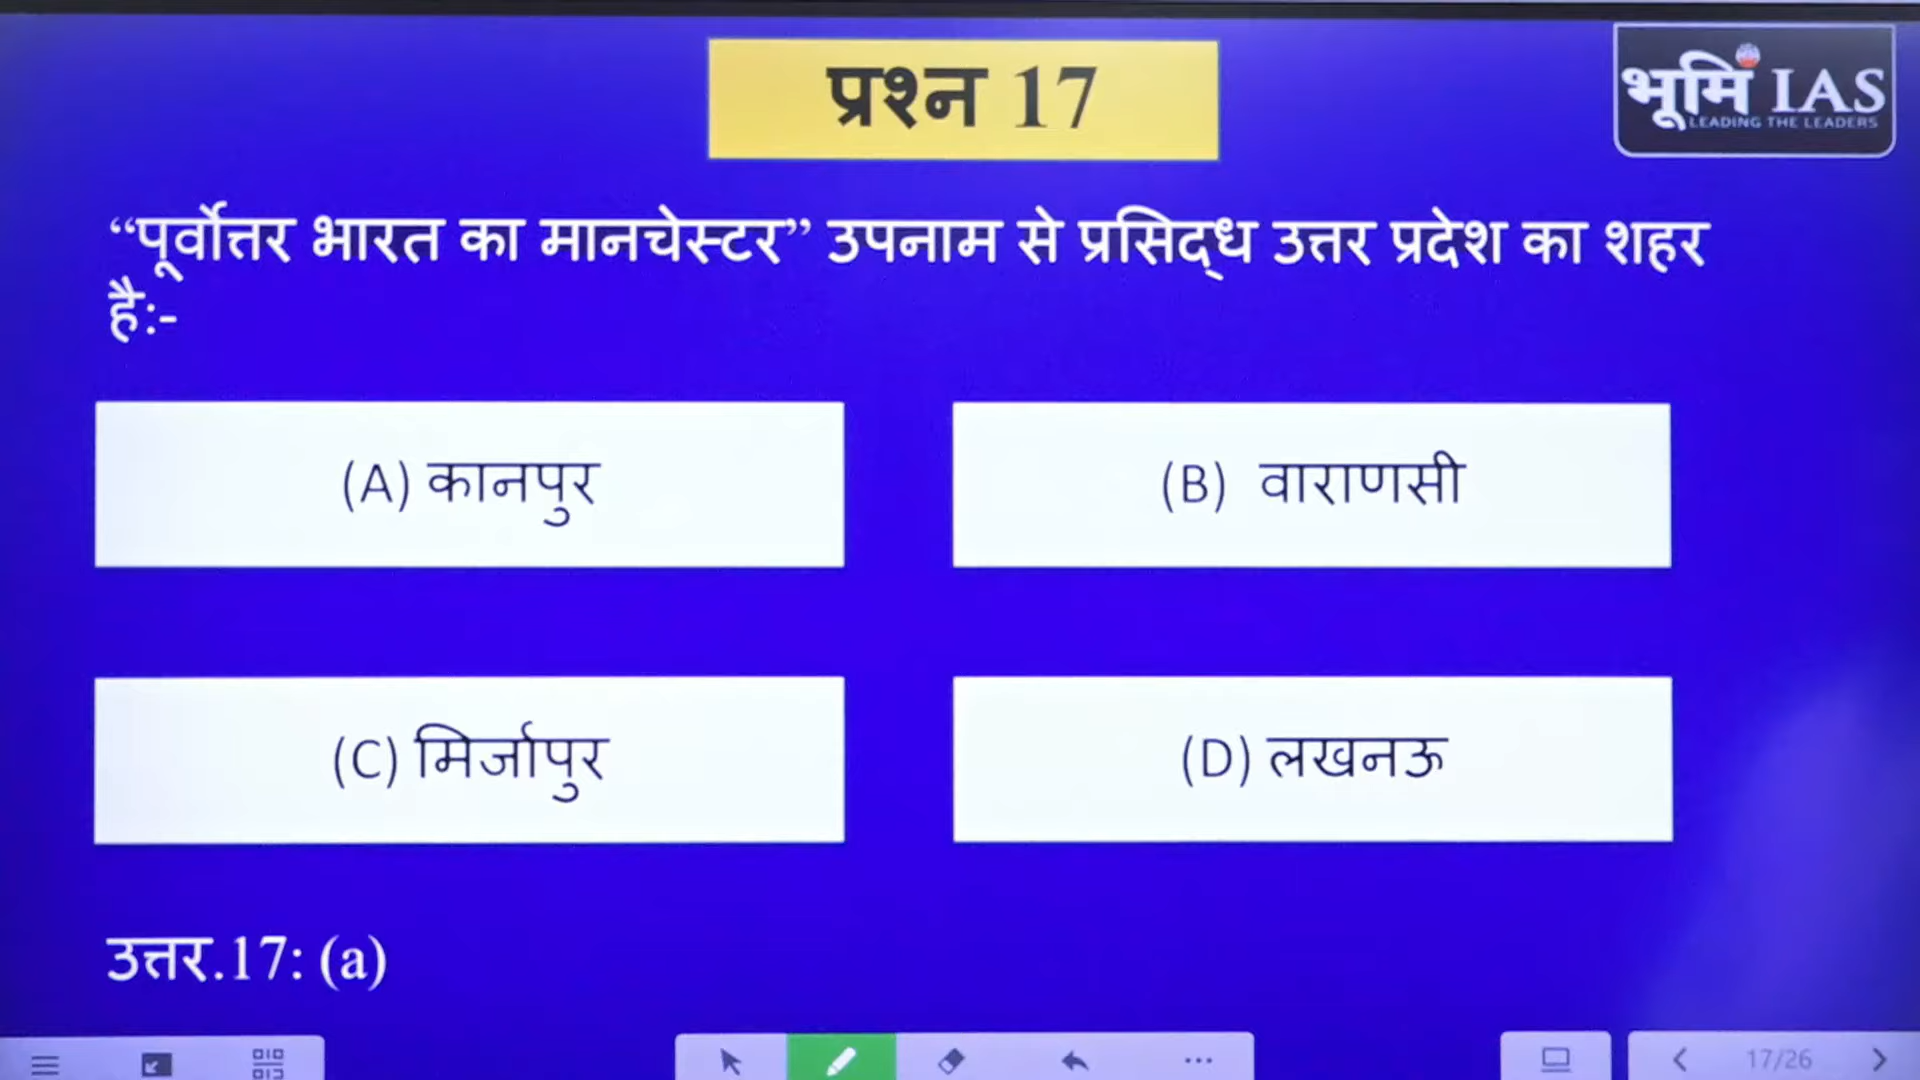 प्रश्न 17
भूमि IAS
LEADING THE LEADERS
“पूर्वोत्तर भारत का मानचेस्टर” उपनाम से प्रसिद्ध उत्तर प्रदेश का शहर
है:-
(A) कानपुर
(B) वाराणसी
(C) मिर्जापुर
(D) लखनऊ
उत्तर.17: (a)
17/26